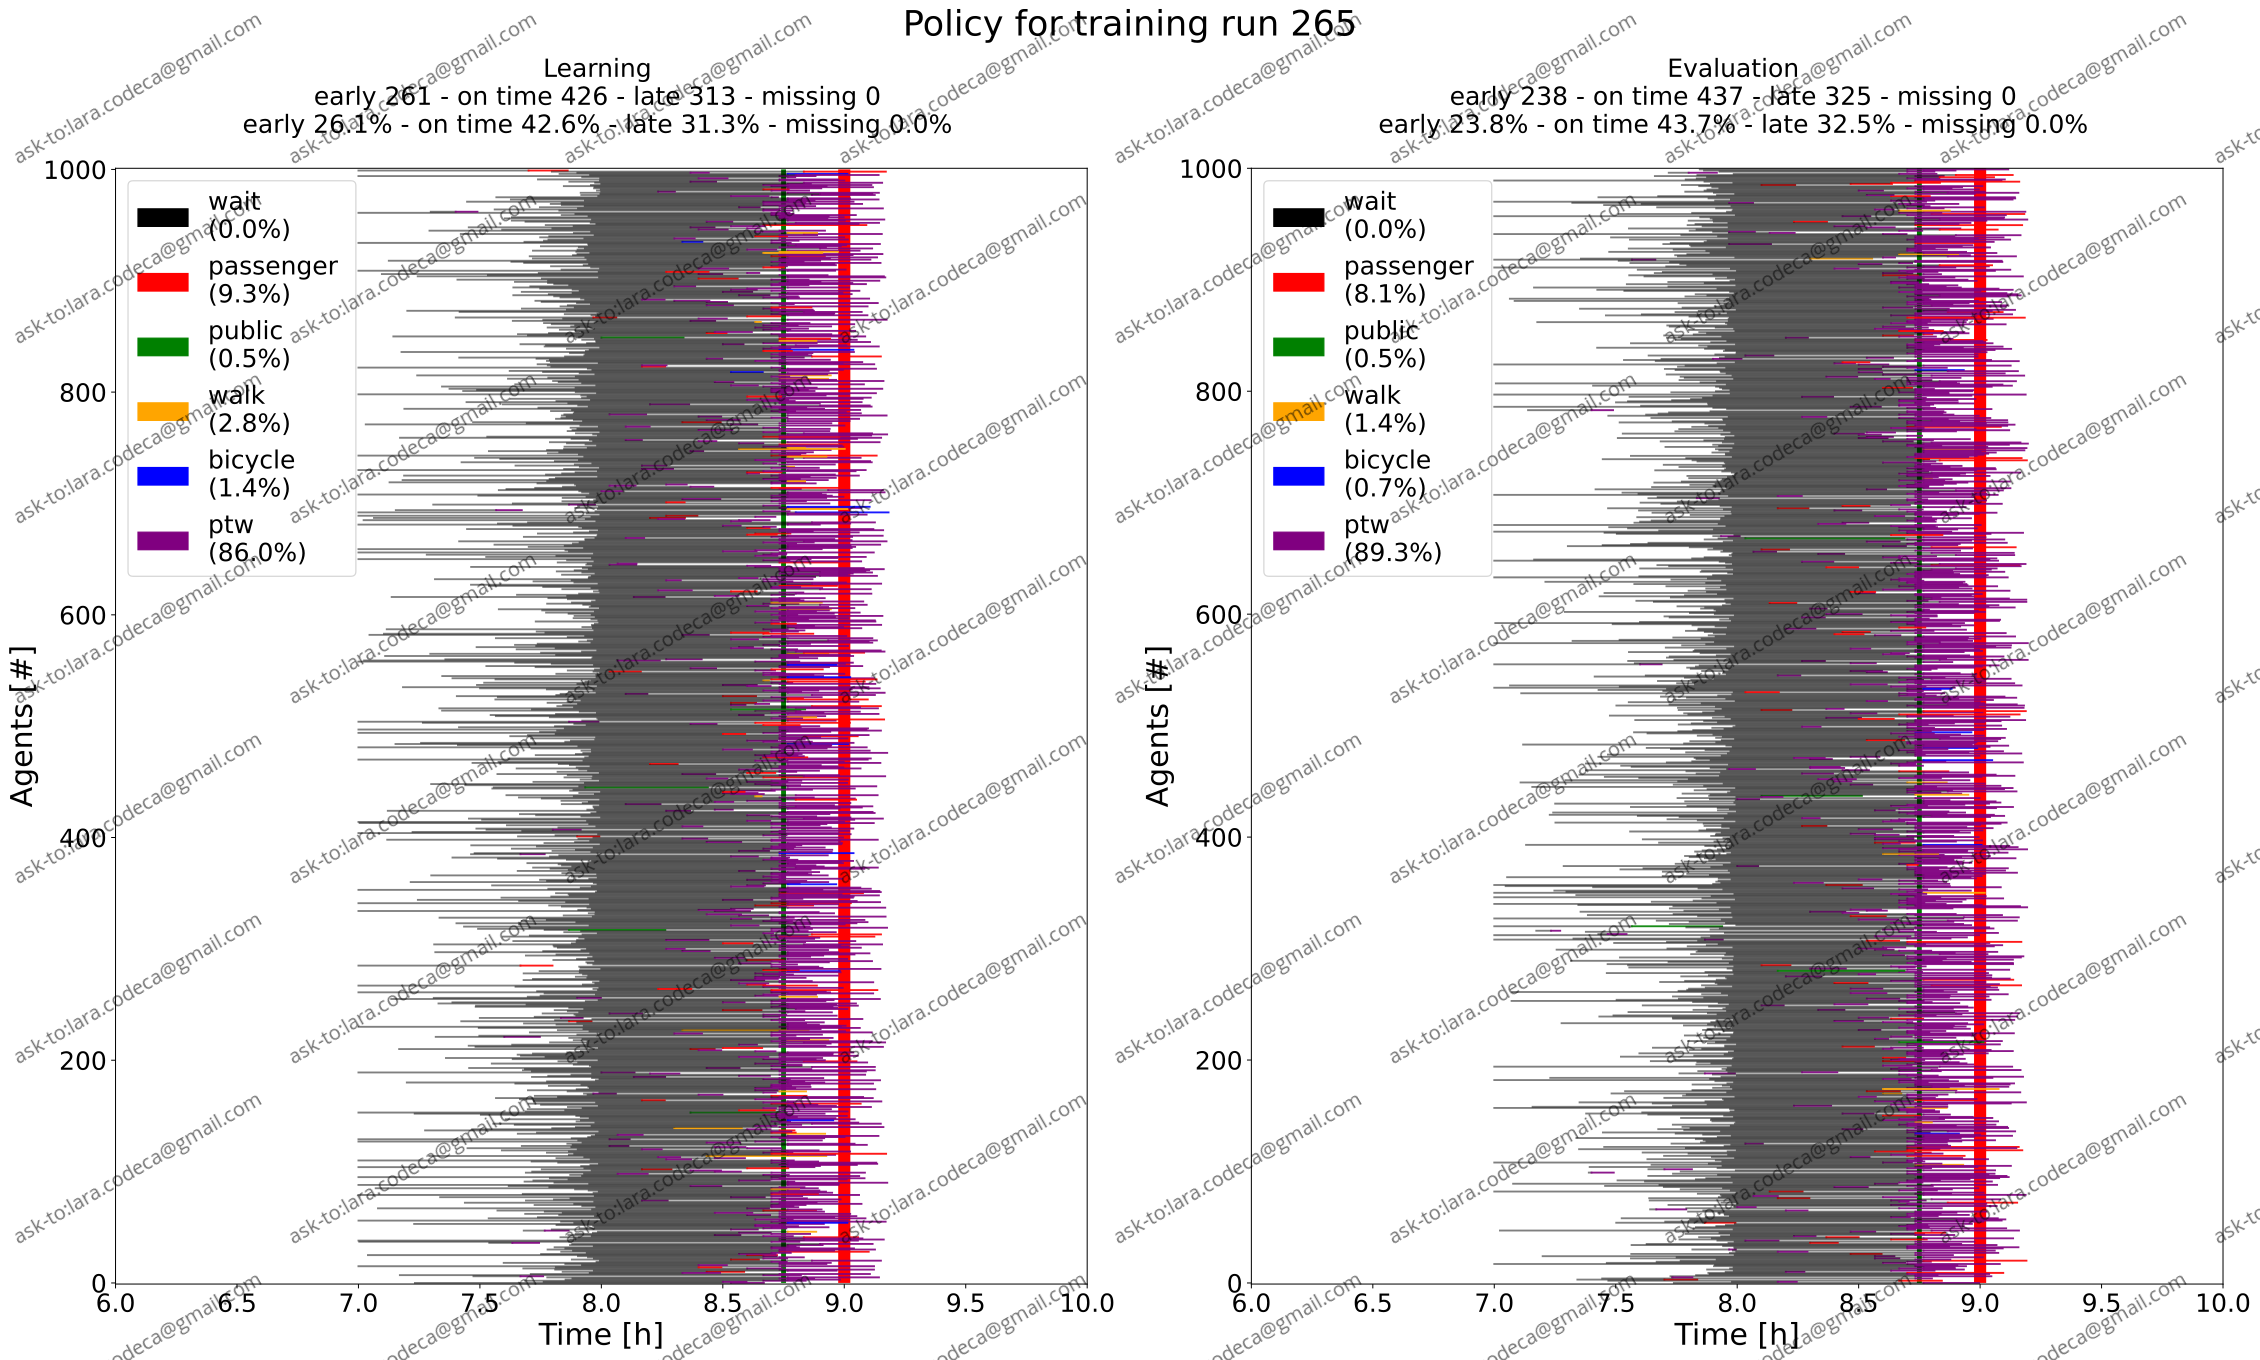 Policy for training run 265
Learning
early 261 - on time 426 - late 313 - missing 0
early 26.1% - on time 42.6% - late 31.3% - missing 0.0%
Agents [#]
1000
800
600
400
200
0
wait
(0.0%)
passenger
(9.3%)
public
(0.5%)
walk
(2.8%)
bicycle
(1.4%)
ptw
(86.0%)
6.0 6.5 7.0 7.5 8.0 8.5 9.0 9.5 10.0
Time [h]
Evaluation
early 238 - on time 437 - late 325 - missing 0
early 23.8% - on time 43.7% - late 32.5% - missing 0.0%
Agents [#]
1000
800
600
400
200
0
wait
(0.0%)
passenger
(8.1%)
public
(0.5%)
walk
(1.4%)
bicycle
(0.7%)
ptw
(89.3%)
6.0 6.5 7.0 7.5 8.0 8.5 9.0 9.5 10.0
Time [h]
ask-to:lara.codeca@gmail.com